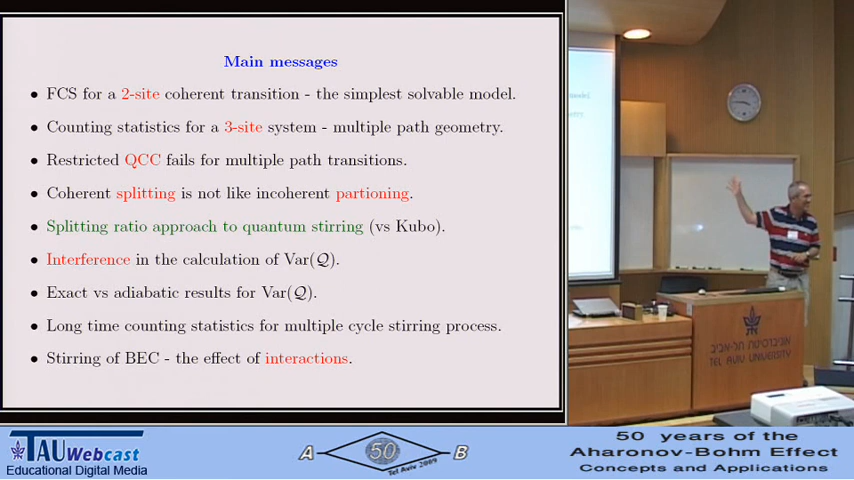 Main messages
• FCS for a 2-site coherent transition - the simplest solvable model.
• Counting statistics for a 3-site system - multiple path geometry.
• Restricted QCC fails for multiple path transitions.
• Coherent splitting is not like incoherent partioning.
• Splitting ratio approach to quantum stirring (vs Kubo).
• Interference in the calculation of Var(Q).
• Exact vs adiabatic results for Var(Q).
• Long time counting statistics for multiple cycle stirring process.
• Stirring of BEC - the effect of interactions.
אוניברסיטת תל-אביב
TEL AVIV UNIVERSITY
TAU Webcast
Educational Digital Media
A 50 B
Tel Aviv 2009
50 years of the
Aharonov-Bohm Effect
Concepts and Applications